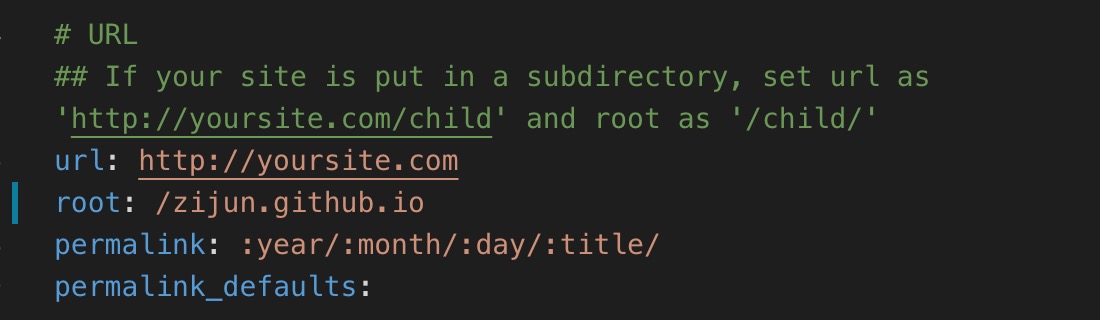 # URL
## If your site is put in a subdirectory, set url as
'http://yoursite.com/child' and root as '/child/'
url: http://yoursite.com
root: /zijun.github.io
permalink: :year/:month/:day/:title/
permalink_defaults: